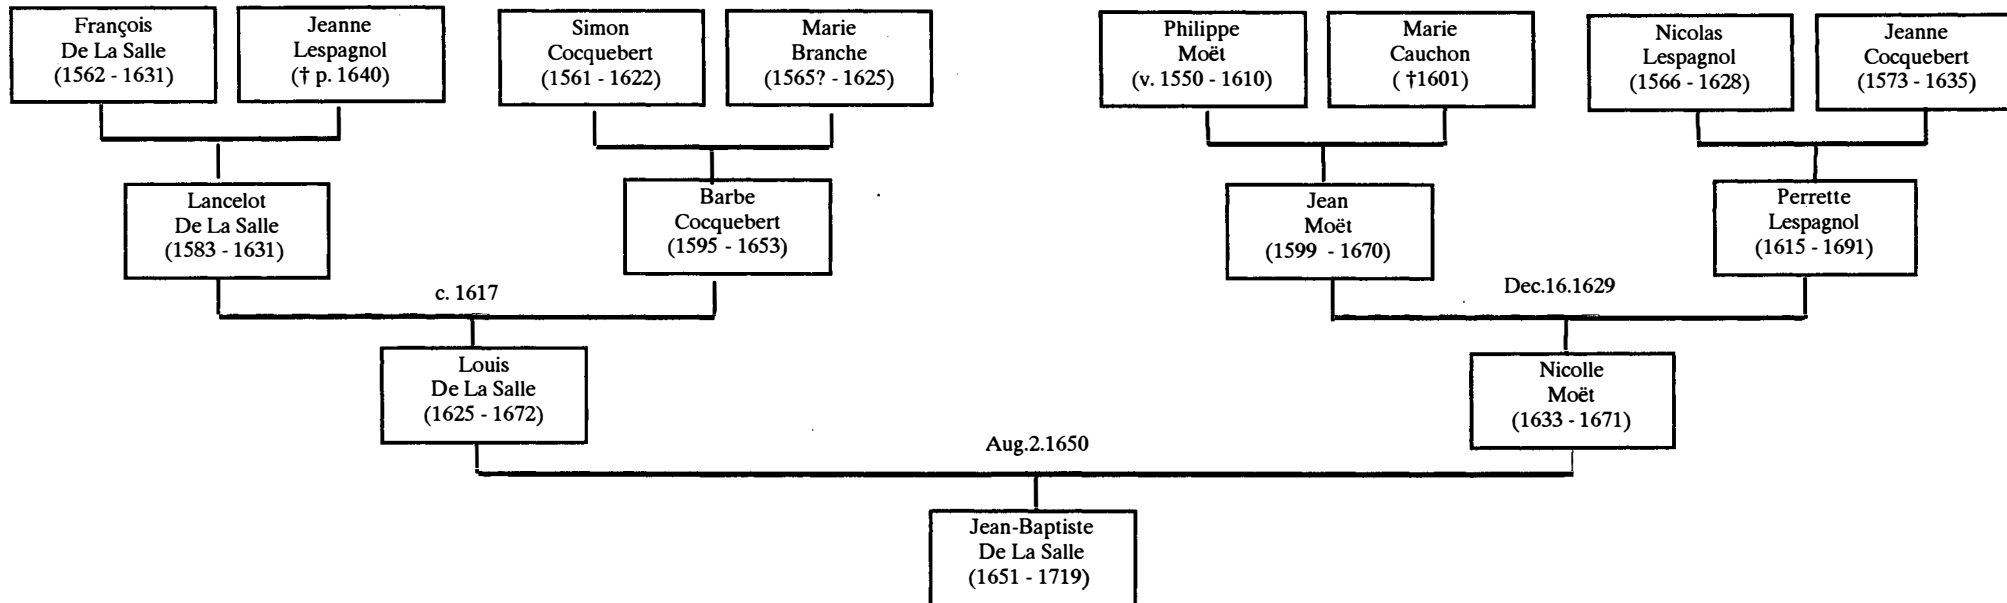 François
De La Salle
(1562 - 1631)
Jeanne
Lespagnol
(† p. 1640)
Simon
Cocquebert
(1561 - 1622)
Marie
Branche
(1565? - 1625)
Philippe
Moët
(v. 1550 - 1610)
Marie
Cauchon
( †1601)
Nicolas
Lespagnol
(1566 - 1628)
Jeanne
Cocquebert
(1573 - 1635)
Lancelot
De La Salle
(1583 - 1631)
Barbe
Cocquebert
(1595 - 1653)
Jean
Moët
(1599 - 1670)
Perrette
Lespagnol
(1615 - 1691)
c. 1617
Dec.16.1629
Louis
De La Salle
(1625 - 1672)
Nicolle
Moët
(1633 - 1671)
Aug.2.1650
Jean-Baptiste
De La Salle
(1651 - 1719)